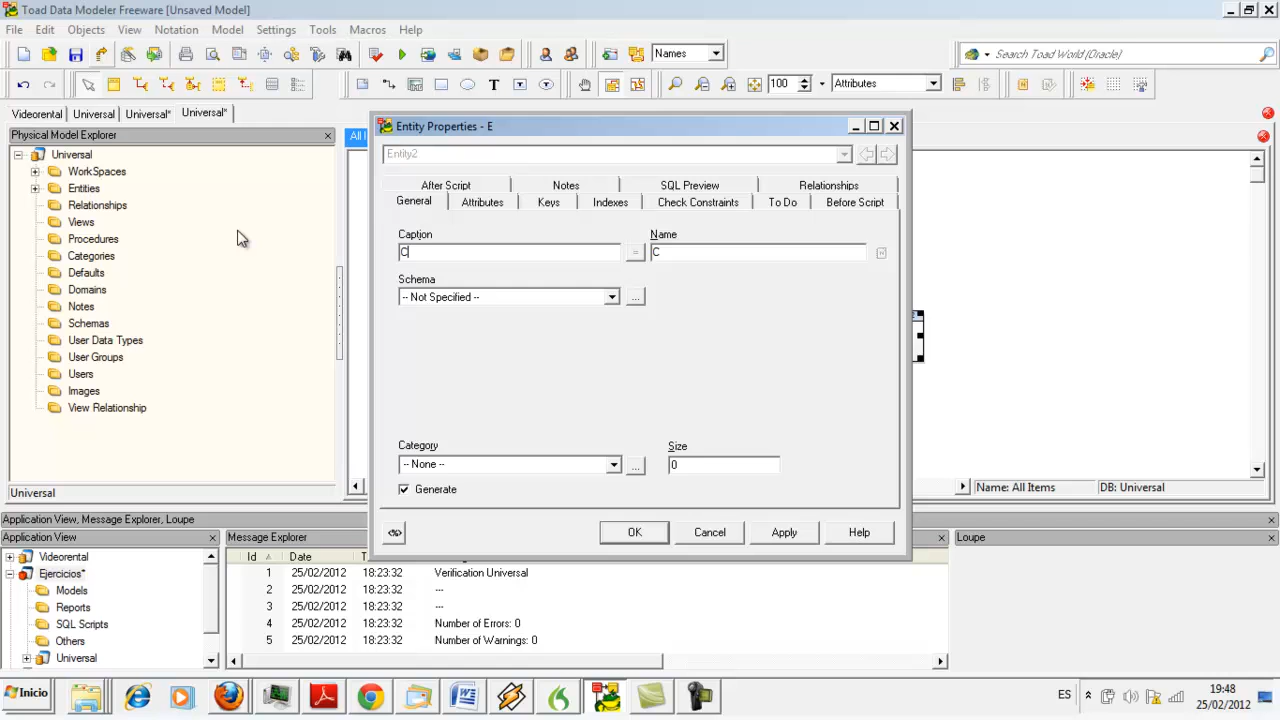 Toad Data Modeler Freeware [Unsaved Model]
File Edit Objects View Notation Model Settings Tools Macros Help
Names
Search Toad World (Oracle)
100
Attributes
Videorental Universal Universal* Universal*
Physical Model Explorer
Universal
WorkSpaces
Entities
Relationships
Views
Procedures
Categories
Defaults
Domains
Notes
Schemas
User Data Types
User Groups
Users
Images
View Relationship
Universal
Entity Properties - E
Entity2
After Script Notes SQL Preview Relationships
General Attributes Keys Indexes Check Constraints To Do Before Script
Caption Name
C C
Schema
-- Not Specified -- ...
Category Size
-- None -- ... 0
Generate
OK Cancel Apply Help
Name: All Items DB: Universal
Application View, Message Explorer, Loupe
Application View Message Explorer Loupe
Videorental
Ejercicios*
Models
Reports
SQL Scripts
Others
Universal
Id Date
1 25/02/2012 18:23:32 Verification Universal
2 25/02/2012 18:23:32 ---
3 25/02/2012 18:23:32 ---
4 25/02/2012 18:23:32 Number of Errors: 0
5 25/02/2012 18:23:32 Number of Warnings: 0
Inicio
ES
19:48
25/02/2012